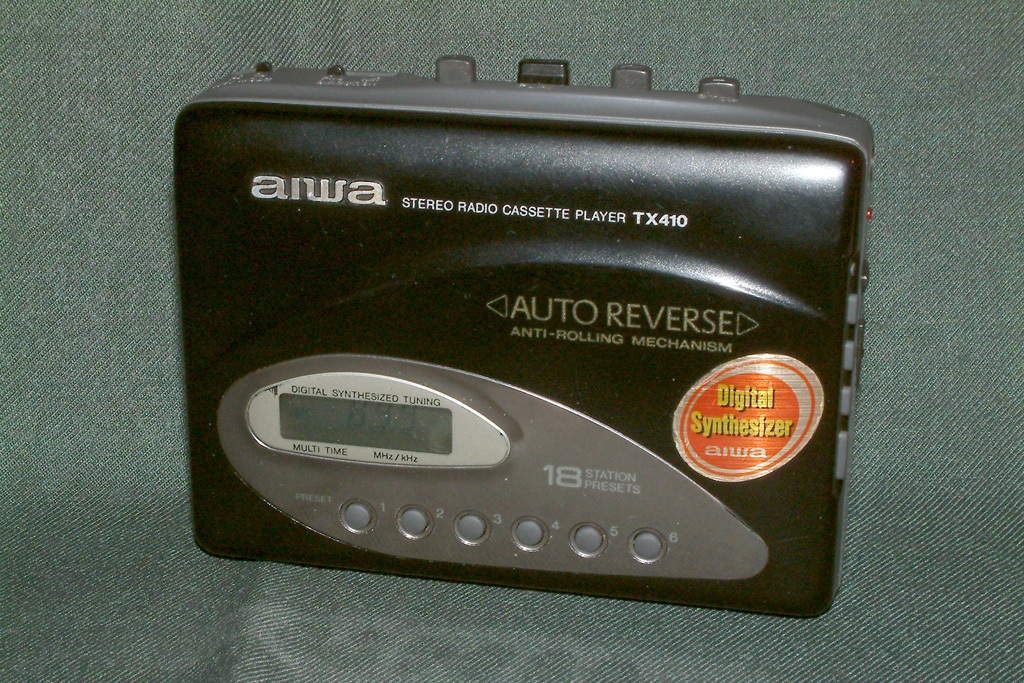 aiwa STEREO RADIO CASSETTE PLAYER TX410
AUTO REVERSE
ANTI-ROLLING MECHANISM
DIGITAL SYNTHESIZED TUNING
MULTI TIME MHz/kHz
Digital
Synthesizer
aiwa
18 STATION
PRESETS
PRESET 1 2 3 4 5 6